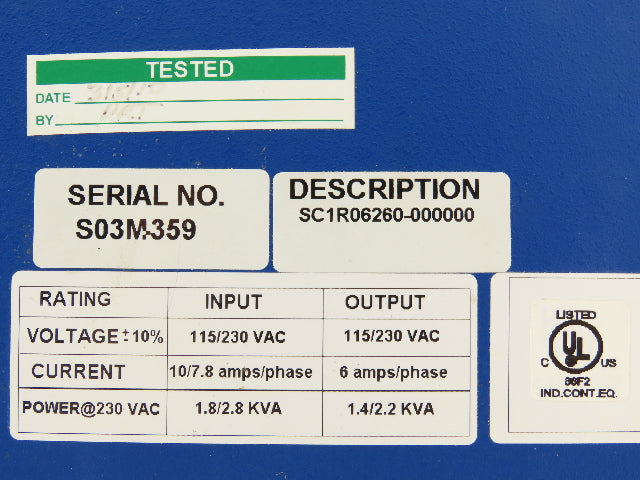 TESTED
DATE
BY
SERIAL NO.
S03M-359
DESCRIPTION
SC1R06260-000000
RATING INPUT OUTPUT
VOLTAGE ±10% 115/230 VAC 115/230 VAC
CURRENT 10/7.8 amps/phase 6 amps/phase
POWER@230 VAC 1.8/2.8 KVA 1.4/2.2 KVA
LISTED
C UL US
IND.CONT.EQ.